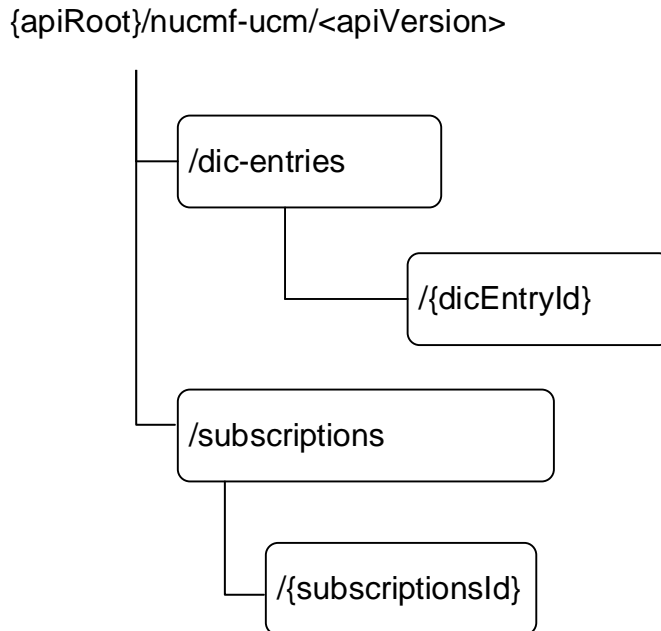 {apiRoot}/nucmf-ucm/<apiVersion>
/dic-entries
/{dicEntryId}
/subscriptions
/{subscriptionsId}